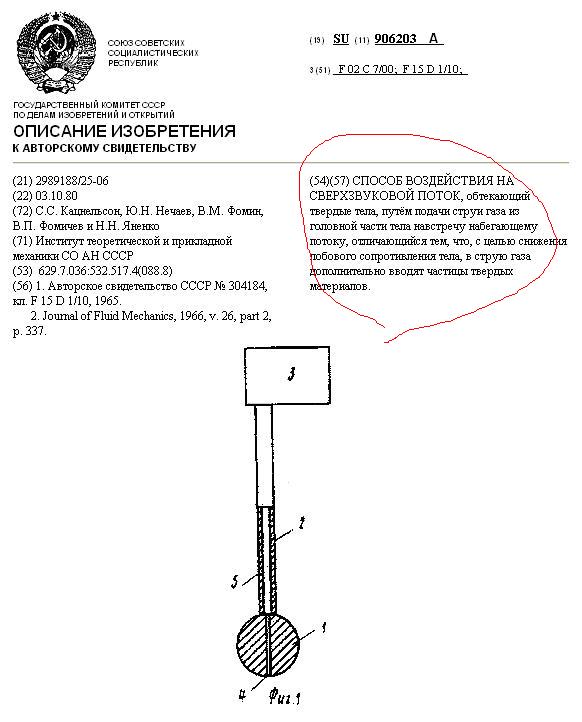 СОЮЗ СОВЕТСКИХ
СОЦИАЛИСТИЧЕСКИХ
РЕСПУБЛИК
(19) SU (11) 906203 A
3 (51) F 02 C 7/00; F 15 D 1/10;
ГОСУДАРСТВЕННЫЙ КОМИТЕТ СССР
ПО ДЕЛАМ ИЗОБРЕТЕНИЙ И ОТКРЫТИЙ
ОПИСАНИЕ ИЗОБРЕТЕНИЯ
К АВТОРСКОМУ СВИДЕТЕЛЬСТВУ
(21) 2989188/25-06
(22) 03.10.80
(72) С.С. Кацнельсон, Ю.Н. Нечаев, В.М. Фомин,
В.П. Фомичев и Н.Н. Яненко
(71) Институт теоретической и прикладной
механики СО АН СССР
(53) 629.7.036:532.517.4(088.8)
(56) 1. Авторское свидетельство СССР № 304184,
кл. F 15 D 1/10, 1965.
2. Journal of Fluid Mechanics, 1966, v. 26, part 2,
p. 337.
(54)(57) СПОСОБ ВОЗДЕЙСТВИЯ НА
СВЕРХЗВУКОВОЙ ПОТОК, обтекающий
твердые тела, путём подачи струи газа из
головной части тела навстречу набегающему
потоку, отличающийся тем, что, с целью снижения
лобового сопротивления тела, в струю газа
дополнительно вводят частицы твердых
материалов.
3
2
5
1
4
Фиг.1